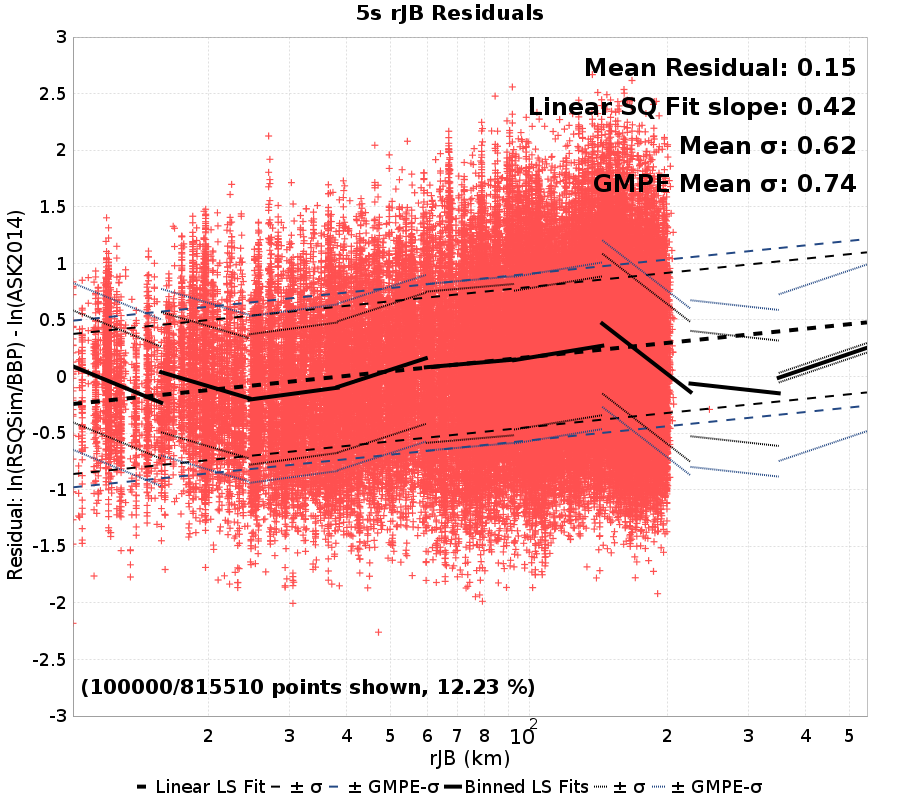 5s rJB Residuals
Residual: ln(RSQSim/BBP) - ln(ASK2014)
3
2.5
2
1.5
1
0.5
0
-0.5
-1
-1.5
-2
-2.5
-3
Mean Residual: 0.15
Linear SQ Fit slope: 0.42
Mean σ: 0.62
GMPE Mean σ: 0.74
(100000/815510 points shown, 12.23 %)
2 3 4 5 6 7 8 10² 2 3 4 5
rJB (km)
Linear LS Fit ± σ ± GMPE-σ Binned LS Fits ± σ ± GMPE-σ